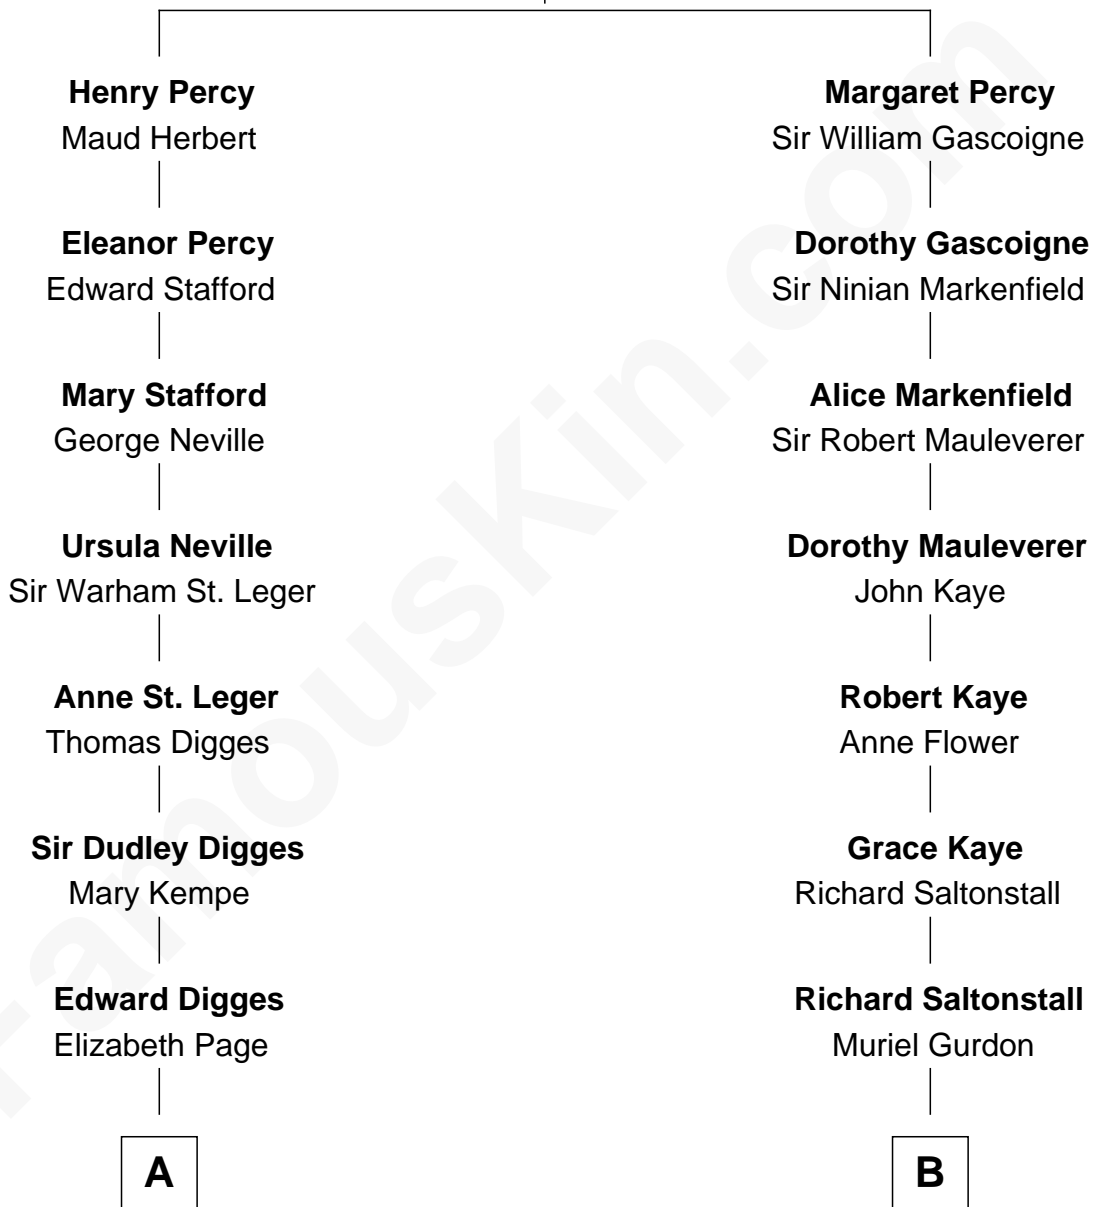 Henry Percy
Maud Herbert
Eleanor Percy
Edward Stafford
Mary Stafford
George Neville
Ursula Neville
Sir Warham St. Leger
Anne St. Leger
Thomas Digges
Sir Dudley Digges
Mary Kempe
Edward Digges
Elizabeth Page
A
Margaret Percy
Sir William Gascoigne
Dorothy Gascoigne
Sir Ninian Markenfield
Alice Markenfield
Sir Robert Mauleverer
Dorothy Mauleverer
John Kaye
Robert Kaye
Anne Flower
Grace Kaye
Richard Saltonstall
Richard Saltonstall
Muriel Gurdon
B
FamousKin.com